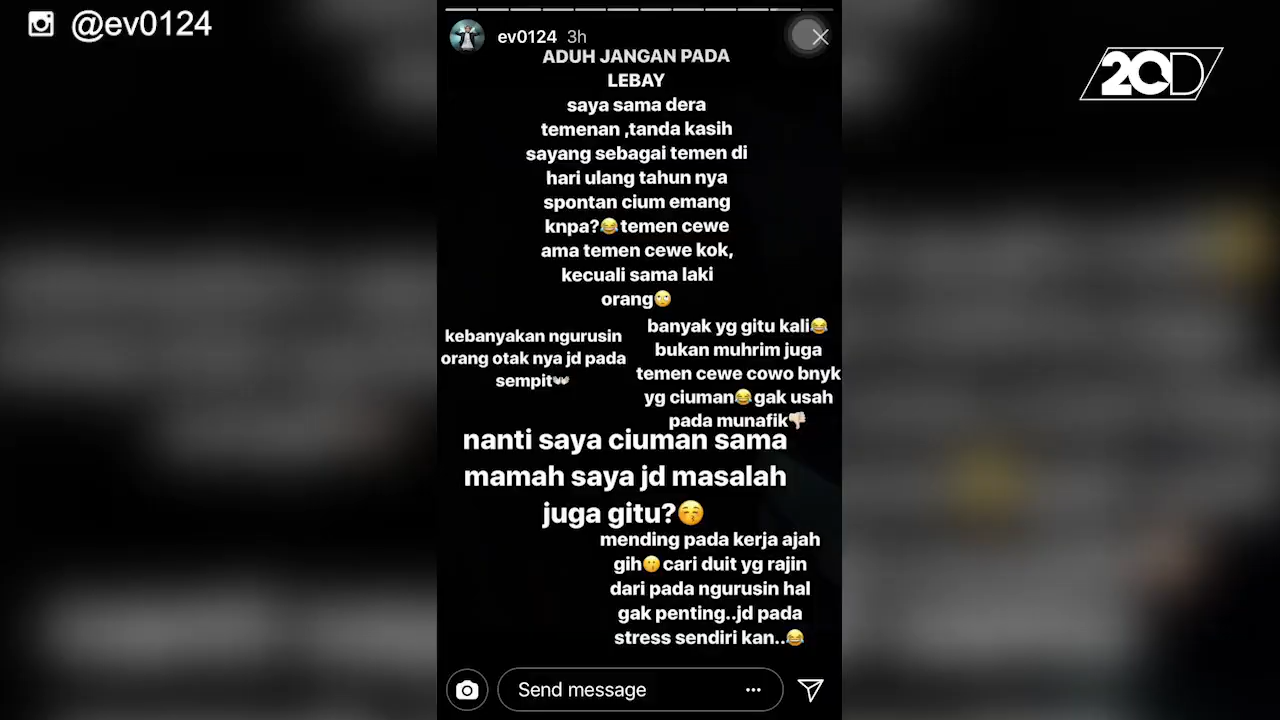 @ev0124
20D
ev0124 3h
ADUH JANGAN PADA
LEBAY
saya sama dera
temenan ,tanda kasih
sayang sebagai temen di
hari ulang tahun nya
spontan cium emang
knpa?😂temen cewe
ama temen cewe kok,
kecuali sama laki
orang🙄
kebanyakan ngurusin
orang otak nya jd pada
sempit👐🏻
banyak yg gitu kali😂
bukan muhrim juga
temen cewe cowo bnyk
yg ciuman😂gak usah
pada munafik👎🏻
nanti saya ciuman sama
mamah saya jd masalah
juga gitu?😚
mending pada kerja ajah
gih🤫cari duit yg rajin
dari pada ngurusin hal
gak penting..jd pada
stress sendiri kan..😂
Send message